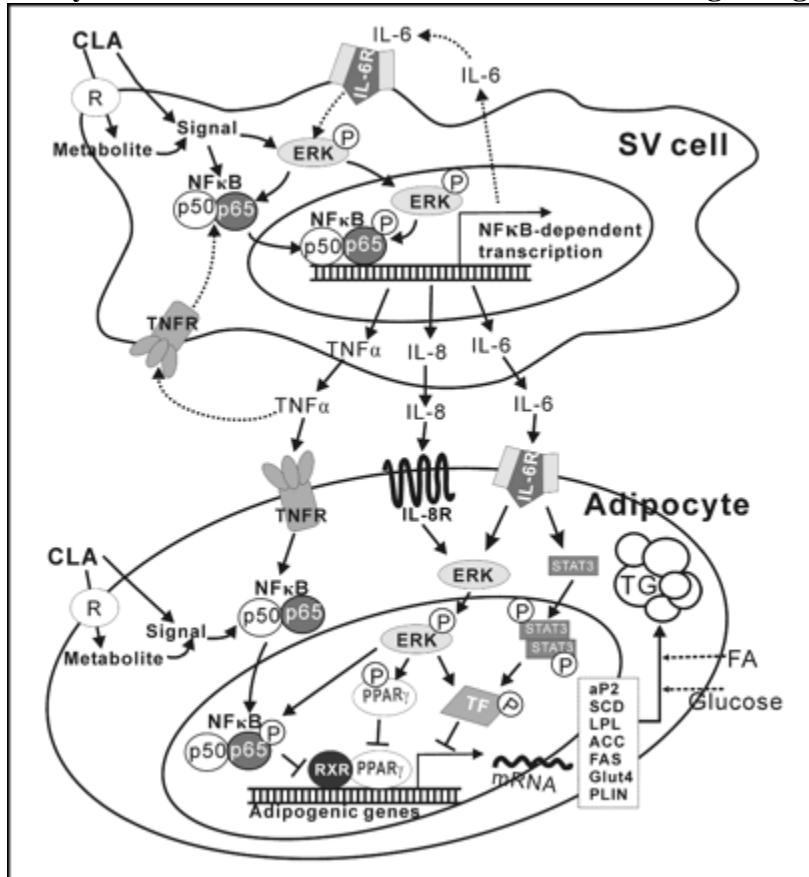 CLA
IL-6
IL-6
IL-6R
R
Signal
Metabolite
ERK
P
SV cell
NFκB
p50
p65
ERK
P
NFκB
P
p50
p65
NFκB-dependent
transcription
TNFR
TNFα
IL-8
IL-6
TNFα
IL-8
IL-6
TNFR
IL-8R
IL-6R
Adipocyte
CLA
R
Signal
Metabolite
NFκB
p50
p65
ERK
STAT3
TG
ERK
P
P
STAT3
STAT3
P
FA
Glucose
P
PPARγ
TF
P
NFκB
P
p50
p65
RXR
PPARγ
mRNA
Adipogenic genes
aP2
SCD
LPL
ACC
FAS
Glut4
PLIN